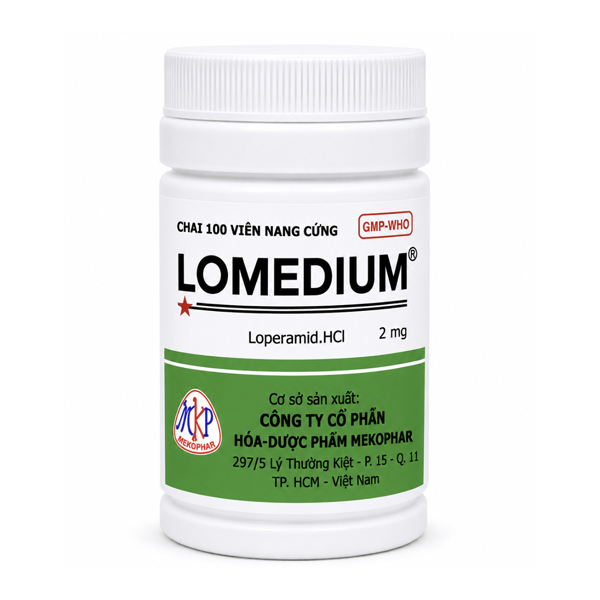 CHAI 100 VIÊN NANG CỨNG
GMP-WHO
LOMEDIUM®
Loperamid.HCl 2 mg
Cơ sở sản xuất:
CÔNG TY CỔ PHẦN
HÓA-DƯỢC PHẨM MEKOPHAR
297/5 Lý Thường Kiệt - P. 15 - Q. 11
TP. HCM - Việt Nam
MKP
MEKOPHAR